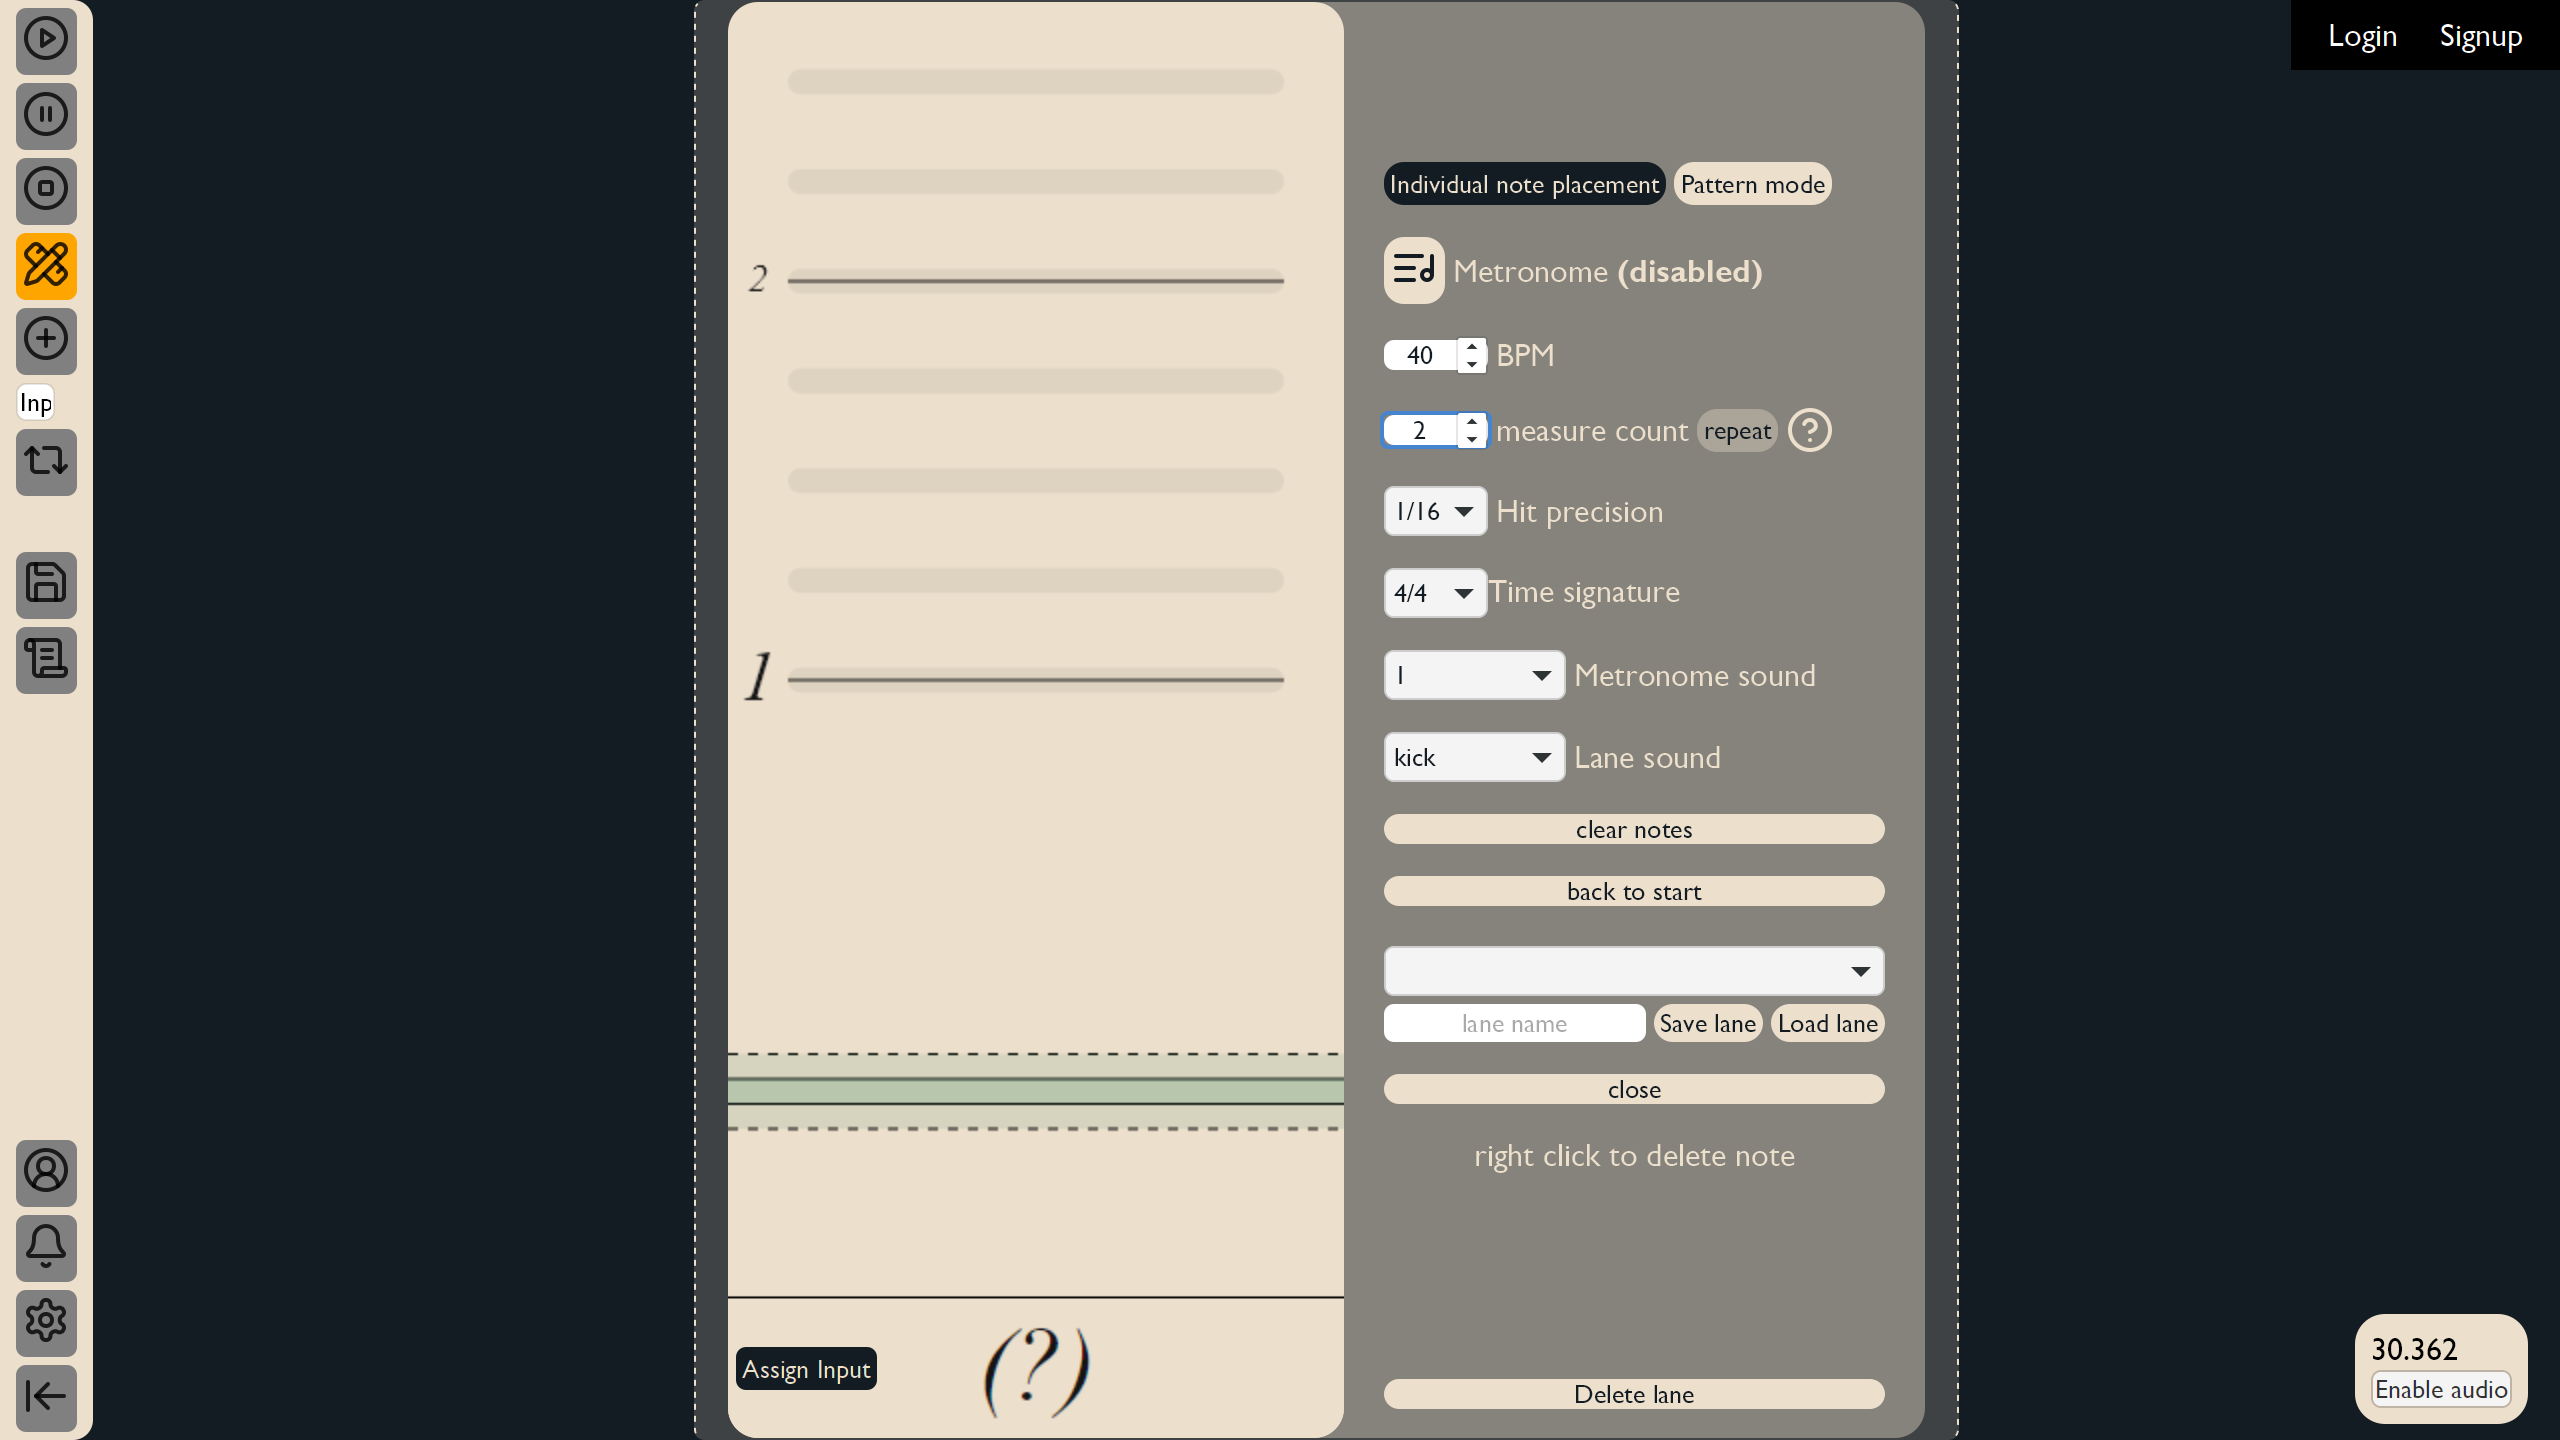 Login Signup
Individual note placement Pattern mode
Metronome (disabled)
2
40 BPM
Inp
2 measure count repeat ?
1/16 Hit precision
4/4 Time signature
1
1 Metronome sound
kick Lane sound
clear notes
back to start
lane name Save lane Load lane
close
right click to delete note
30.362
Assign Input (?)
Enable audio
Delete lane